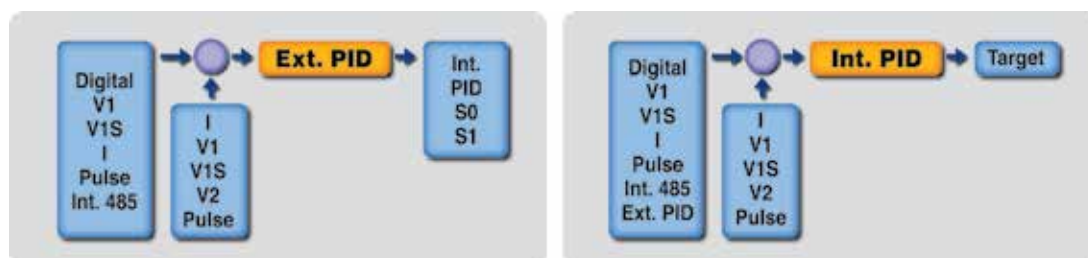 Digital
V1
V1S
I
Pulse
Int. 485
I
V1
V1S
V2
Pulse
Ext. PID
Int.
PID
S0
S1
Digital
V1
V1S
I
Pulse
Int. 485
Ext. PID
I
V1
V1S
V2
Pulse
Int. PID
Target